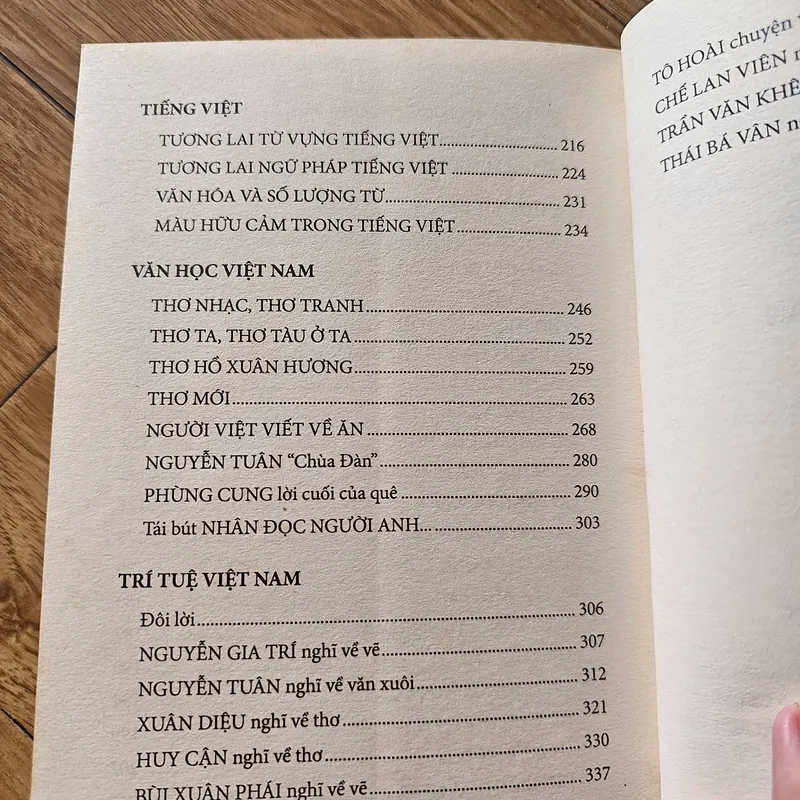 TIẾNG VIỆT
TƯƠNG LAI TỪ VỰNG TIẾNG VIỆT 216
TƯƠNG LAI NGỮ PHÁP TIẾNG VIỆT 224
VĂN HÓA VÀ SỐ LƯỢNG TỪ 231
MÀU HỮU CẢM TRONG TIẾNG VIỆT 234
VĂN HỌC VIỆT NAM
THƠ NHẠC, THƠ TRANH 246
THƠ TA, THƠ TÀU Ở TA 252
THƠ HỒ XUÂN HƯƠNG 259
THƠ MỚI 263
NGƯỜI VIỆT VIẾT VỀ ĂN 268
NGUYỄN TUÂN “Chùa Đàn” 280
PHÙNG CUNG lời cuối của quê 290
Tái bút NHÂN ĐỌC NGƯỜI ANH... 303
TRÍ TUỆ VIỆT NAM
Đôi lời 306
NGUYỄN GIA TRÍ nghĩ về vẽ 307
NGUYỄN TUÂN nghĩ về văn xuôi 312
XUÂN DIỆU nghĩ về thơ 321
HUY CẬN nghĩ về thơ 330
BÙI XUÂN PHÁI nghĩ về vẽ 337
TÔ HOÀI chuyện
CHẾ LAN VIÊN
TRẦN VĂN KHÊ
THÁI BÁ VÂN